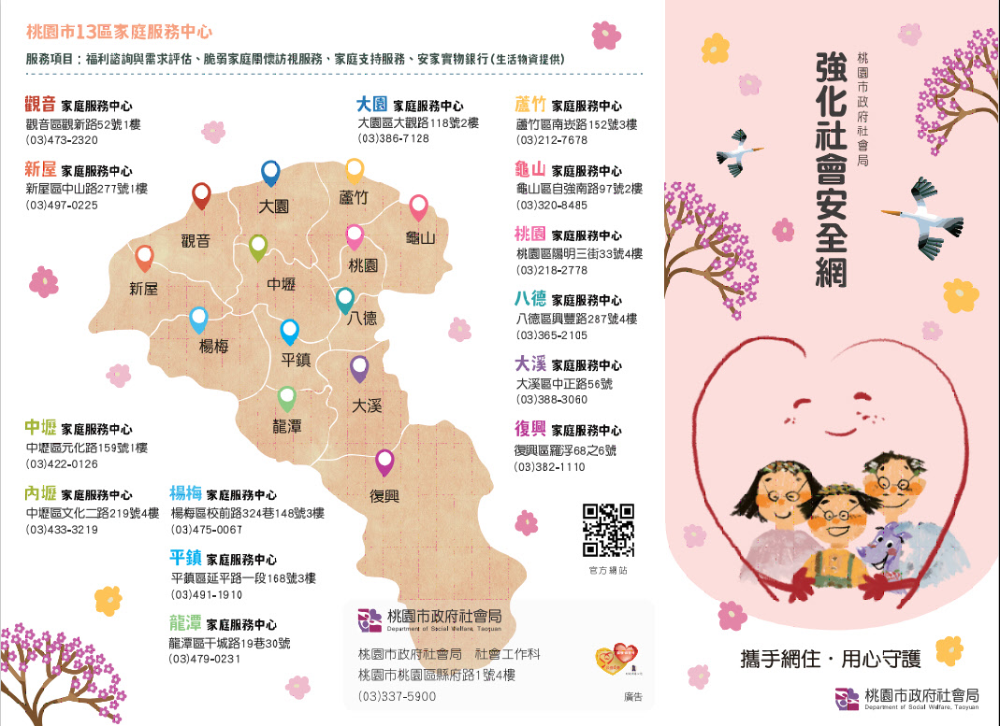 桃園市13區家庭服務中心
服務項目：福利諮詢與需求評估、脆弱家庭關懷訪視服務、家庭支持服務、安家實物銀行(生活物資提供)
觀音 家庭服務中心
觀音區觀新路52號1樓
(03)473-2320
新屋 家庭服務中心
新屋區中山路277號1樓
(03)497-0225
大園 家庭服務中心
大園區大觀路118號2樓
(03)386-7128
蘆竹 家庭服務中心
蘆竹區南崁路152號3樓
(03)212-7678
龜山 家庭服務中心
龜山區自強南路97號2樓
(03)320-8485
桃園 家庭服務中心
桃園區陽明三街33號4樓
(03)218-2778
八德 家庭服務中心
八德區興豐路287號4樓
(03)365-2105
大溪 家庭服務中心
大溪區中正路56號
(03)388-3060
復興 家庭服務中心
復興區羅浮68之6號
(03)382-1110
大園
蘆竹
龜山
觀音
桃園
中壢
新屋
八德
楊梅
平鎮
大溪
龍潭
復興
中壢 家庭服務中心
中壢區元化路159號1樓
(03)422-0126
內壢 家庭服務中心
中壢區文化二路219號4樓
(03)433-3219
楊梅 家庭服務中心
楊梅區校前路324巷148號3樓
(03)475-0067
平鎮 家庭服務中心
平鎮區延平路一段168號3樓
(03)491-1910
龍潭 家庭服務中心
龍潭區干城路19巷30號
(03)479-0231
官方網站
桃園市政府社會局
Department of Social Welfare, Taoyuan
桃園市政府社會局 社會工作科
桃園市桃園區縣府路1號4樓
(03)337-5900
廣告
桃園市政府社會局
強化社會安全網
攜手網住・用心守護
桃園市政府社會局
Department of Social Welfare, Taoyuan